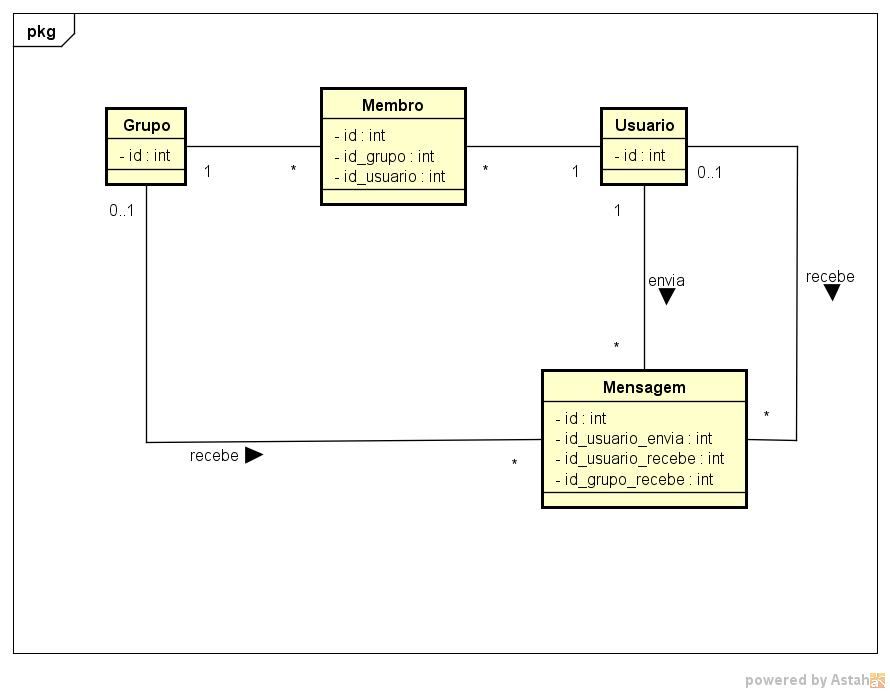 pkg
Grupo
- id : int
Membro
- id : int
- id_grupo : int
- id_usuario : int
Usuario
- id : int
1
*
*
1
0..1
0..1
1
envia
recebe
*
Mensagem
- id : int
- id_usuario_envia : int
- id_usuario_recebe : int
- id_grupo_recebe : int
*
recebe
*
powered by Astah